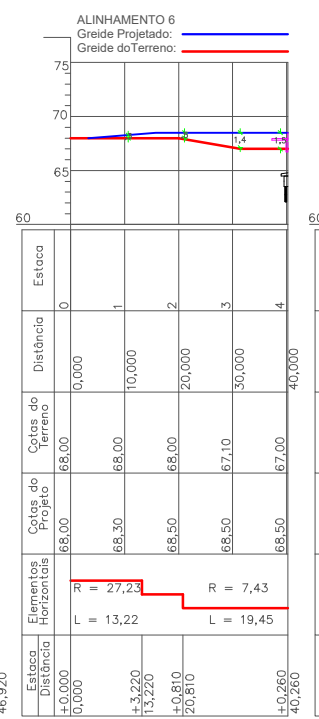 ALINHAMENTO 6
Greide Projetado:
Greide doTerreno:
75
70
65
60
60
1,4
1,5
Estaca
0
1
2
3
4
Distância
0,000
10,000
20,000
30,000
40,000
Cotas do Terreno
68,00
68,00
68,00
67,10
67,00
Cotas do Projeto
68,00
68,30
68,50
68,50
68,50
Elementos Horizontais
R = 27,23
R = 7,43
L = 13,22
L = 19,45
Estaca
Distância
+0.000
0,000
+3,220
13,220
+0,810
20,810
+0,260
40,260
46,920